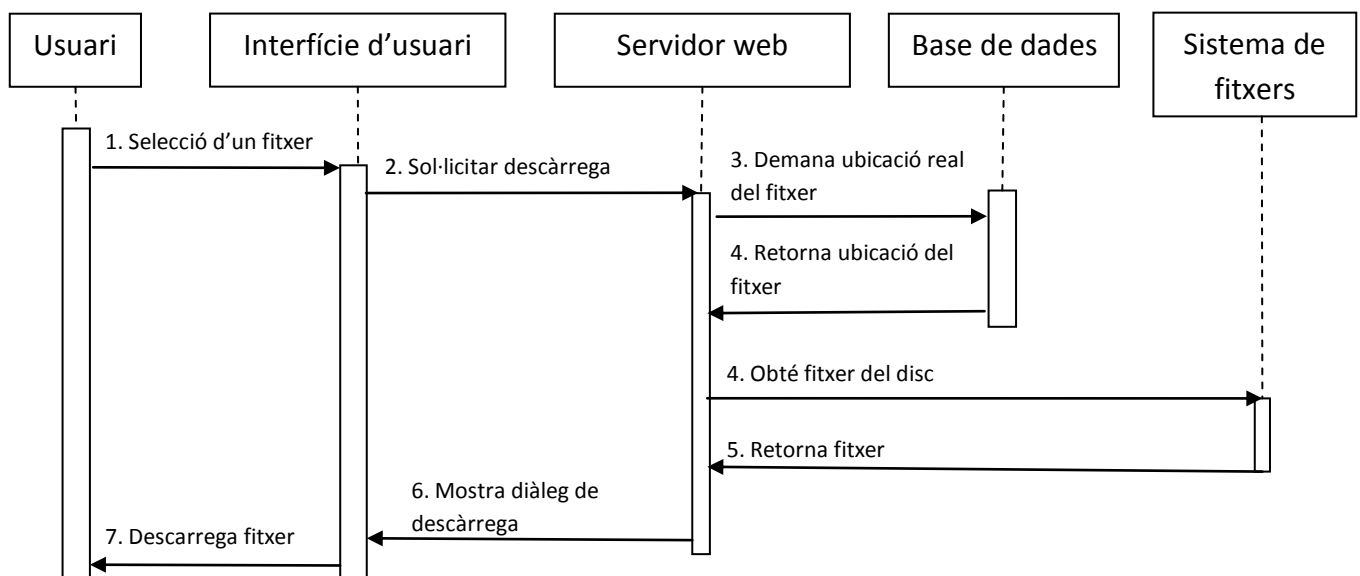 Usuari
Interfície d’usuari
Servidor web
Base de dades
Sistema de
fitxers
1. Selecció d’un fitxer
2. Sol·licitar descàrrega
3. Demana ubicació real
del fitxer
4. Retorna ubicació del
fitxer
4. Obté fitxer del disc
5. Retorna fitxer
6. Mostra diàleg de
descàrrega
7. Descarrega fitxer